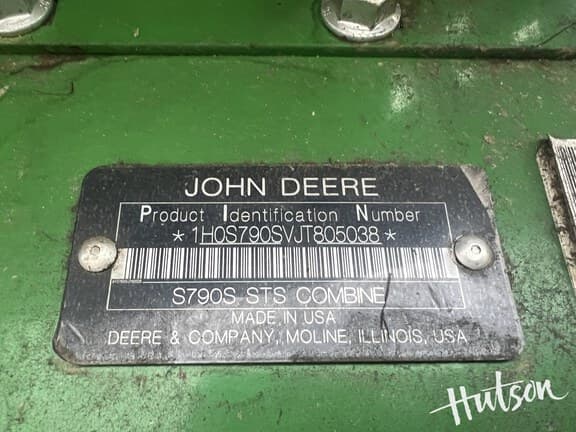 JOHN DEERE
Product Identification Number
* 1H0S790SVJT805038 *
S790S STS COMBINE
MADE IN USA
DEERE & COMPANY, MOLINE, ILLINOIS, USA
Hutson